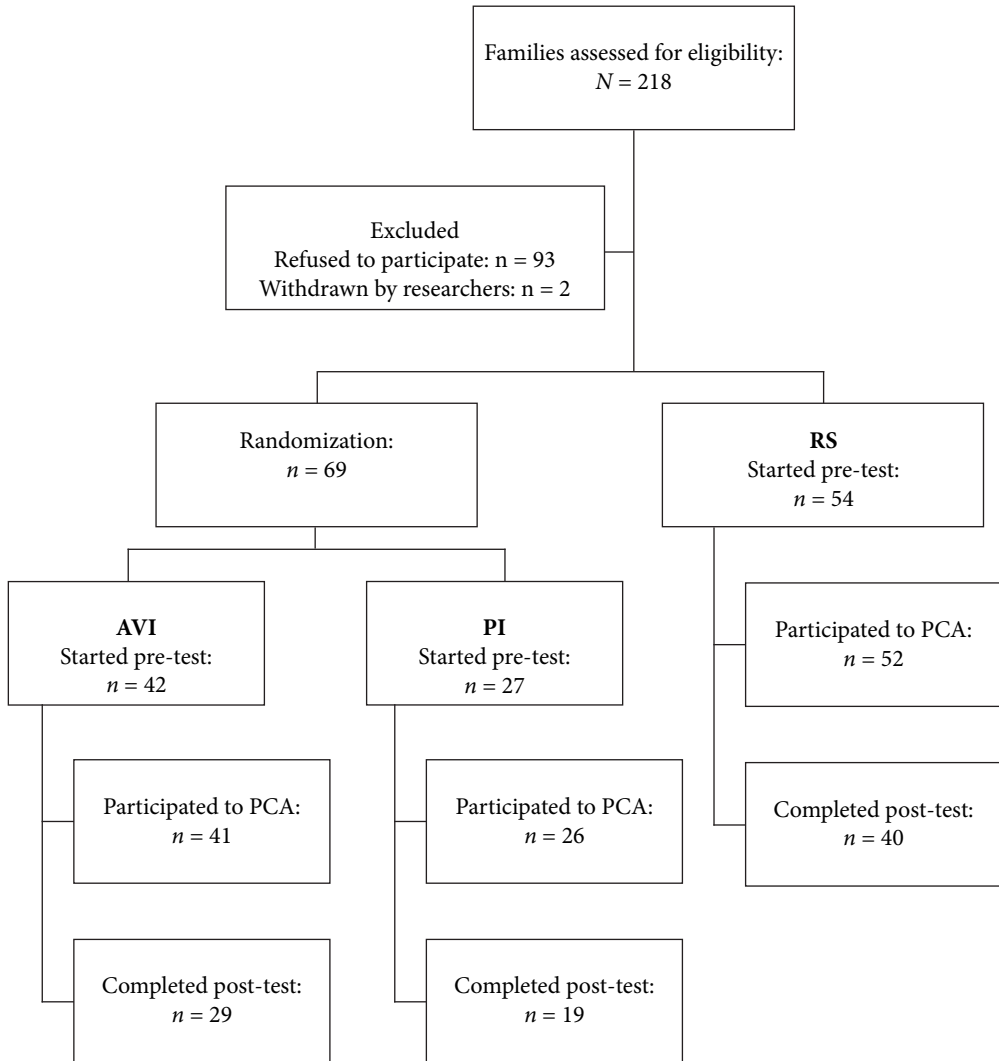 Families assessed for eligibility:
N = 218
Excluded
Refused to participate: n = 93
Withdrawn by researchers: n = 2
Randomization:
n = 69
RS
Started pre-test:
n = 54
AVI
Started pre-test:
n = 42
PI
Started pre-test:
n = 27
Participated to PCA:
n = 52
Participated to PCA:
n = 41
Participated to PCA:
n = 26
Completed post-test:
n = 40
Completed post-test:
n = 29
Completed post-test:
n = 19